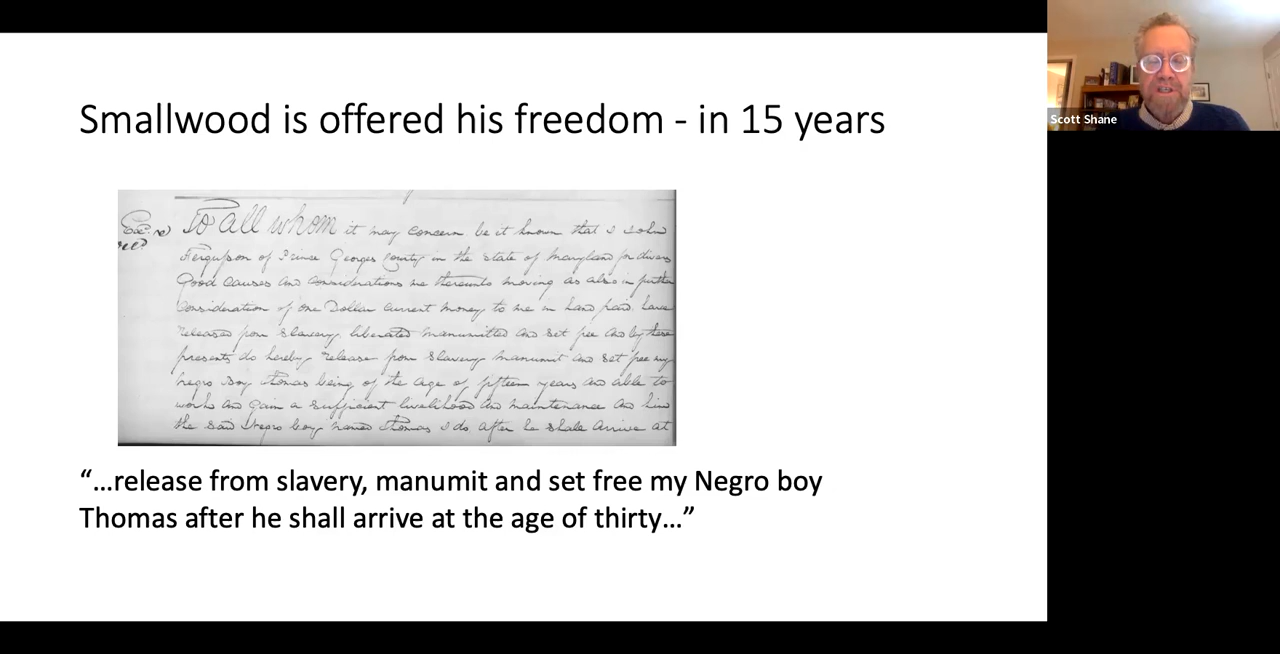 Smallwood is offered his freedom - in 15 years
Scott Shane
To all whom it may concern be it known that I John
Ferguson of Prince Georges County in the state of Maryland for divers
Good causes and considerations me thereunto moving as also in further
consideration of one Dollar current money to me in hand paid, have
released from slavery, liberated manumitted and set free and by these
presents do hereby release from slavery manumit and set free my
negro Boy Thomas being of the age of fifteen years and able to
work and gain a sufficient livelihood and maintenance and him
the said Negro boy named Thomas I do after he shall arrive at
“...release from slavery, manumit and set free my Negro boy
Thomas after he shall arrive at the age of thirty...”